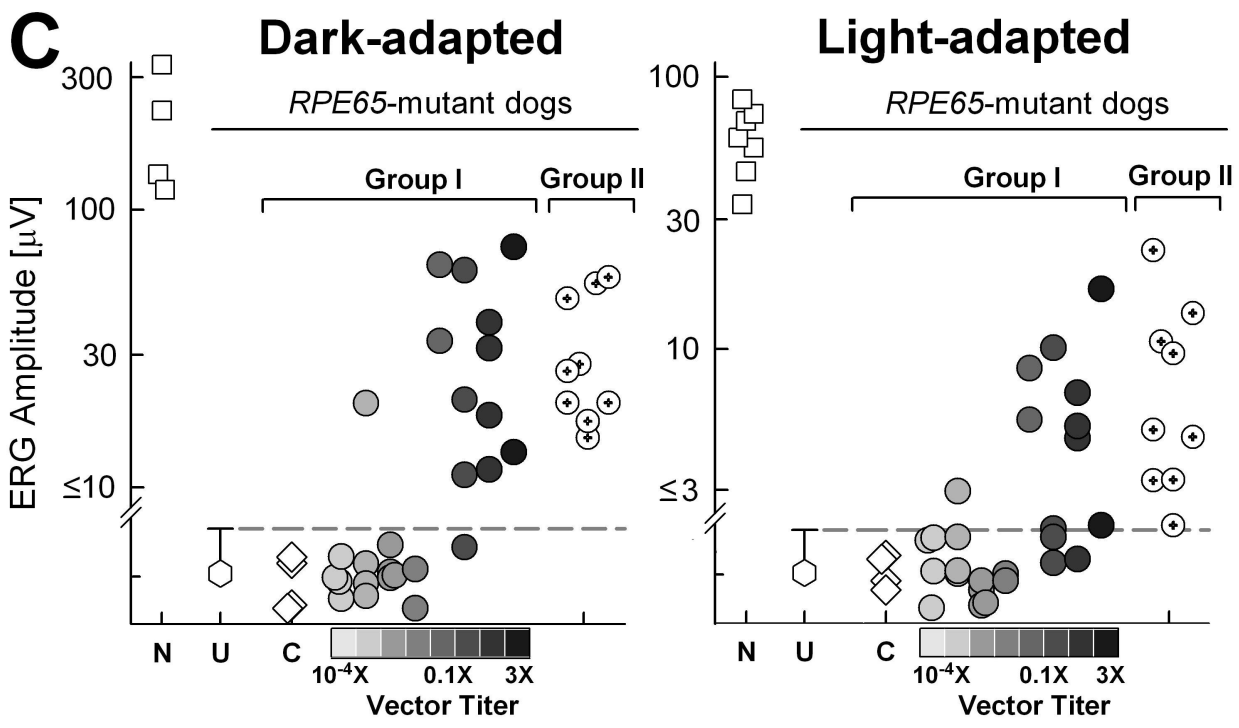 C
Dark-adapted
Light-adapted
RPE65-mutant dogs
RPE65-mutant dogs
Group I
Group II
Group I
Group II
ERG Amplitude [μV]
300
100
30
≤10
100
30
10
≤3
N
U
C
10⁻⁴X
0.1X
3X
Vector Titer
N
U
C
10⁻⁴X
0.1X
3X
Vector Titer